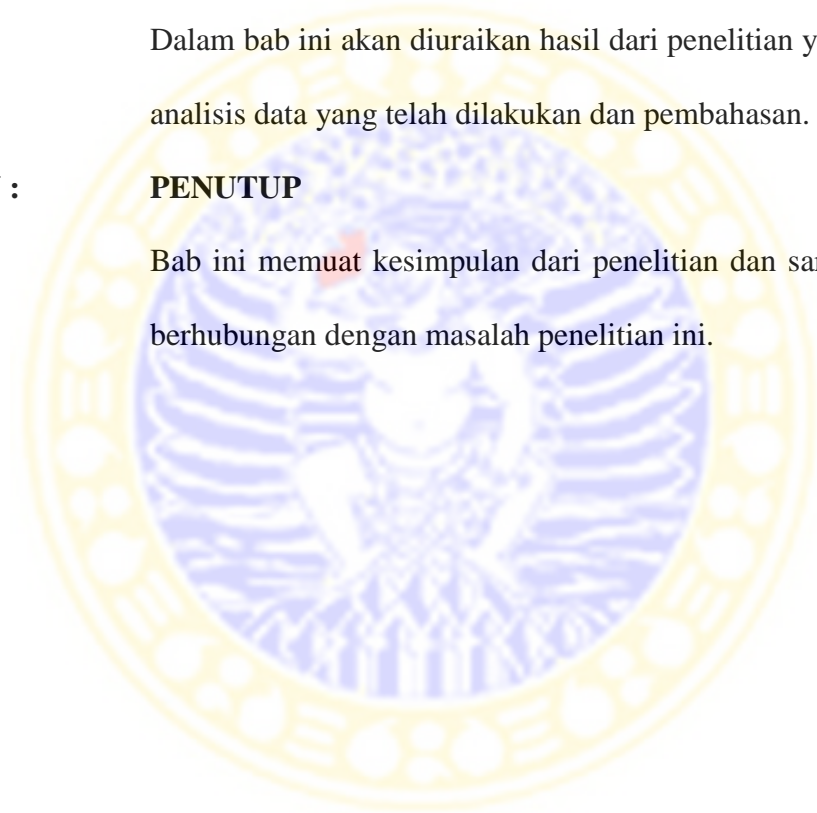 Dalam bab ini akan diuraikan hasil dari penelitian
analisis data yang telah dilakukan dan pembahasan.
: PENUTUP
Bab ini memuat kesimpulan dari penelitian dan
berhubungan dengan masalah penelitian ini.